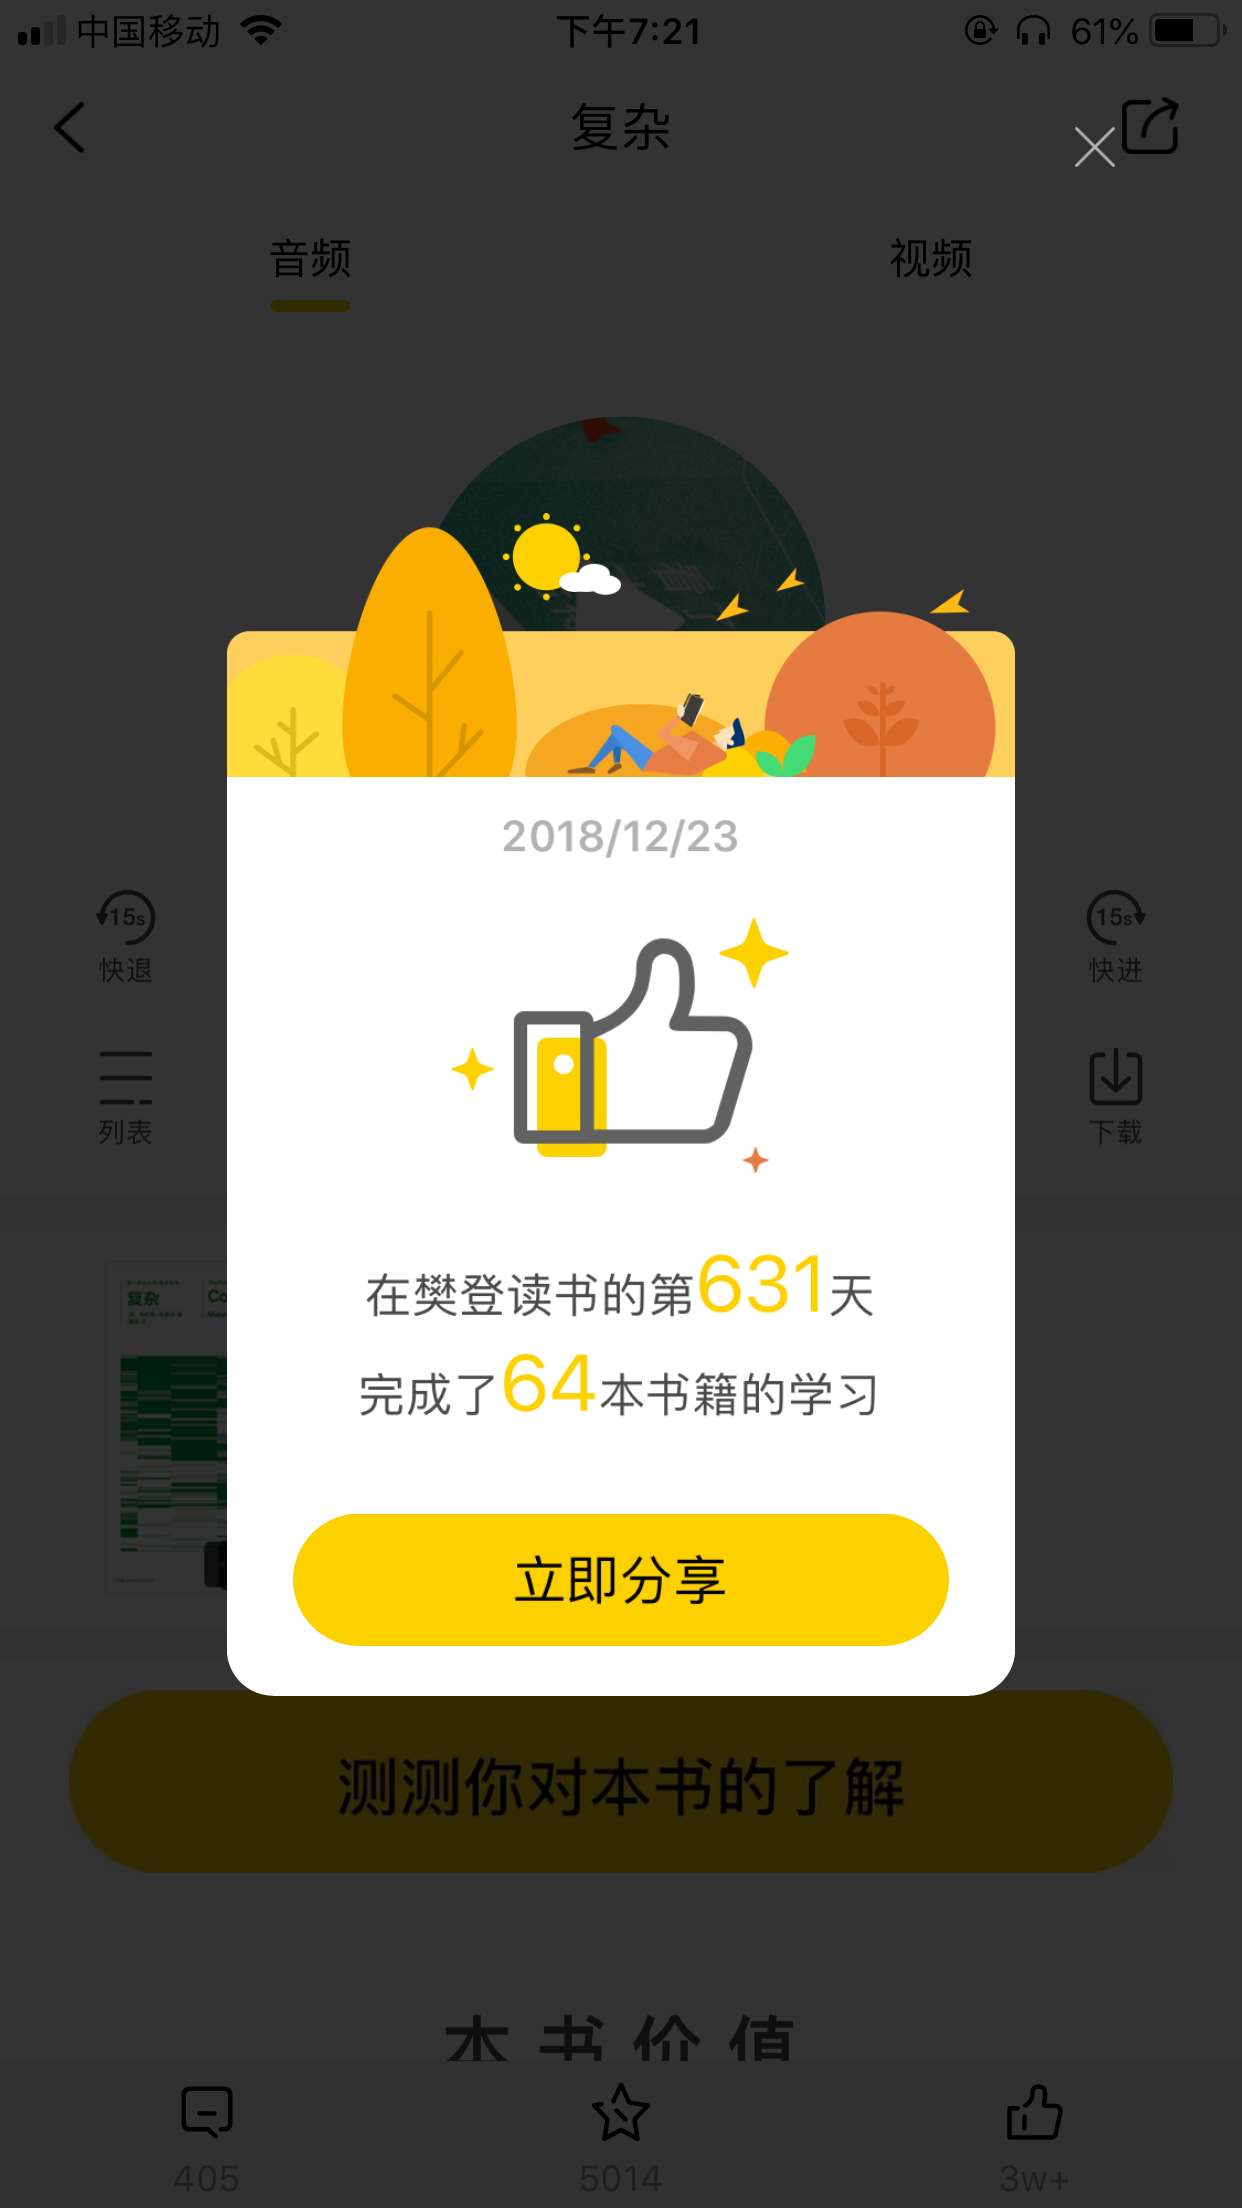 中国移动 下午7:21 61%
复杂
音频 视频
2018/12/23
15s 15s
快退 快进
列表 下载
在樊登读书的第631天
完成了64本书籍的学习
复杂
立即分享
测测你对本书的了解
本书价值
405 5014 3w+